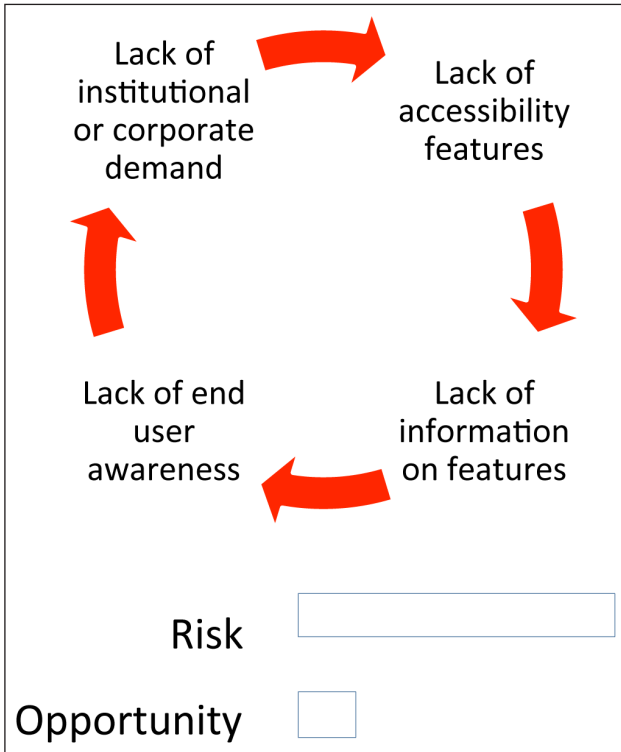 Lack of
institutional
or corporate
demand
Lack of
accessibility
features
Lack of
information
on features
Lack of end
user
awareness
Risk
Opportunity